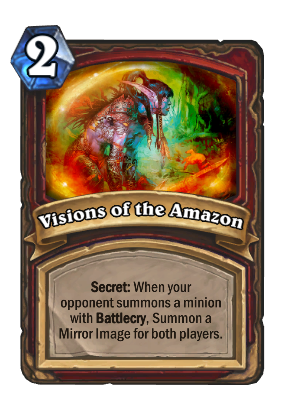 2
Visions of the Amazon
Secret: When your
opponent summons a minion
with Battlecry, Summon a
Mirror Image for both players.